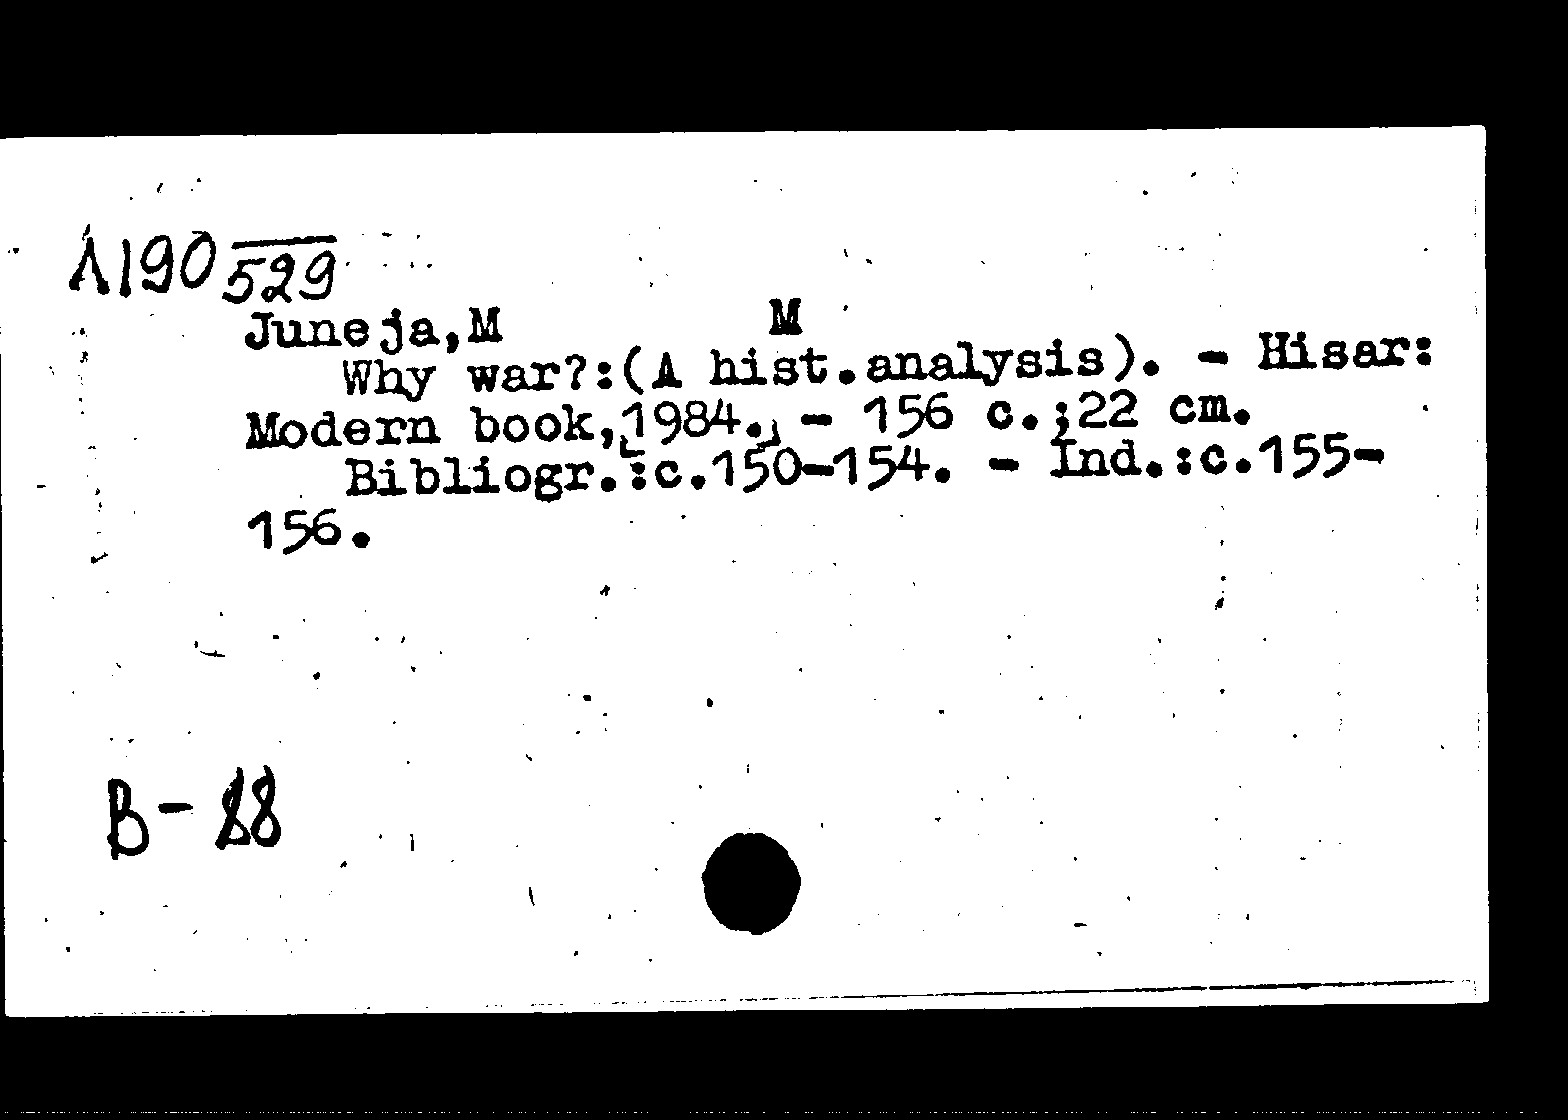 Λ190 529
Juneja,M M
Why war?:(A hist.analysis). - Hisar:
Modern book,[1984.] - 156 c.;22 cm.
Bibliogr.:c.150-154. - Ind.:c.155-
156.
В-88